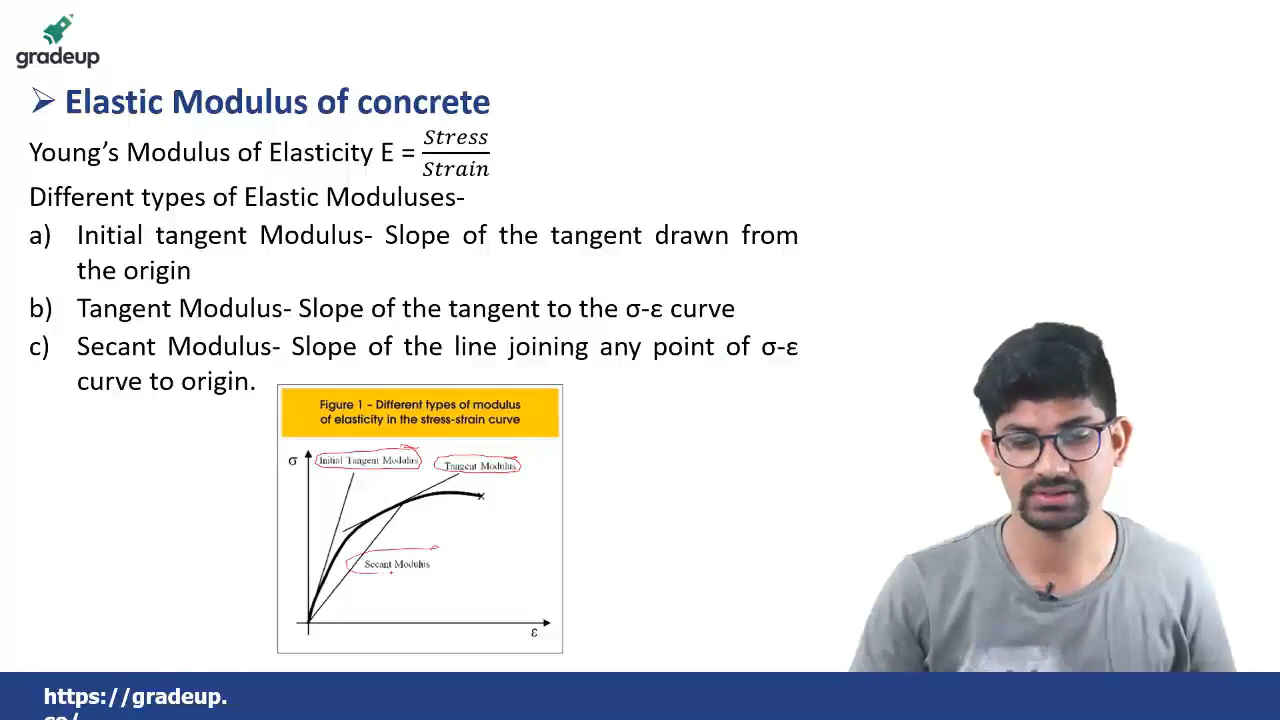 gradeup
➢ Elastic Modulus of concrete
Young's Modulus of Elasticity E = Stress/Strain
Different types of Elastic Moduluses-
a) Initial tangent Modulus- Slope of the tangent drawn from
the origin
b) Tangent Modulus- Slope of the tangent to the σ-ε curve
c) Secant Modulus- Slope of the line joining any point of σ-ε
curve to origin.
Figure 1 – Different types of modulus
of elasticity in the stress-strain curve
σ
Initial Tangent Modulus
Tangent Modulus
Secant Modulus
ε
https://gradeup.
co/